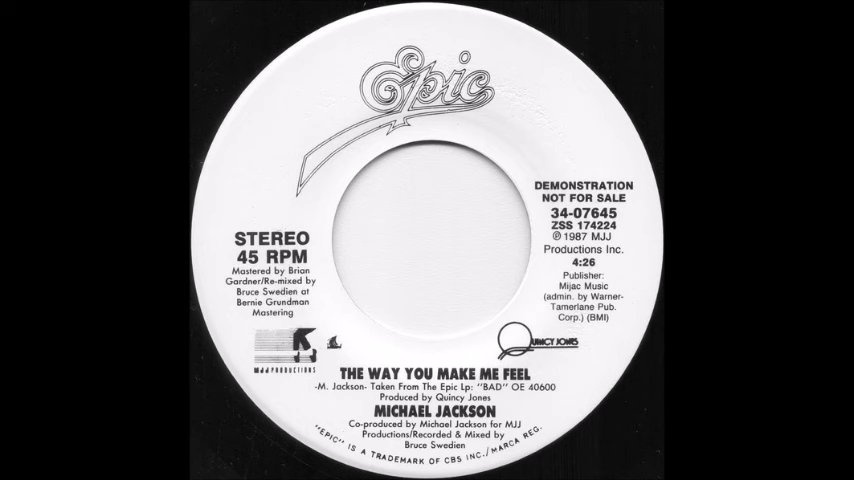 Epic
DEMONSTRATION
NOT FOR SALE
34-07645
ZSS 174224
℗ 1987 MJJ
Productions Inc.
4:26
Publisher:
Mijac Music
(admin. by Warner-
Tamerlane Pub.
Corp.) (BMI)
STEREO
45 RPM
Mastered by Brian
Gardner/Re-mixed by
Bruce Swedien at
Bernie Grundman
Mastering
MJJ PRODUCTIONS
QUINCY JONES
THE WAY YOU MAKE ME FEEL
-M. Jackson- Taken From The Epic Lp: "BAD" OE 40600
Produced by Quincy Jones
MICHAEL JACKSON
Co-produced by Michael Jackson for MJJ
Productions/Recorded & Mixed by
Bruce Swedien
"EPIC" IS A TRADEMARK OF CBS INC./MARCA REG.